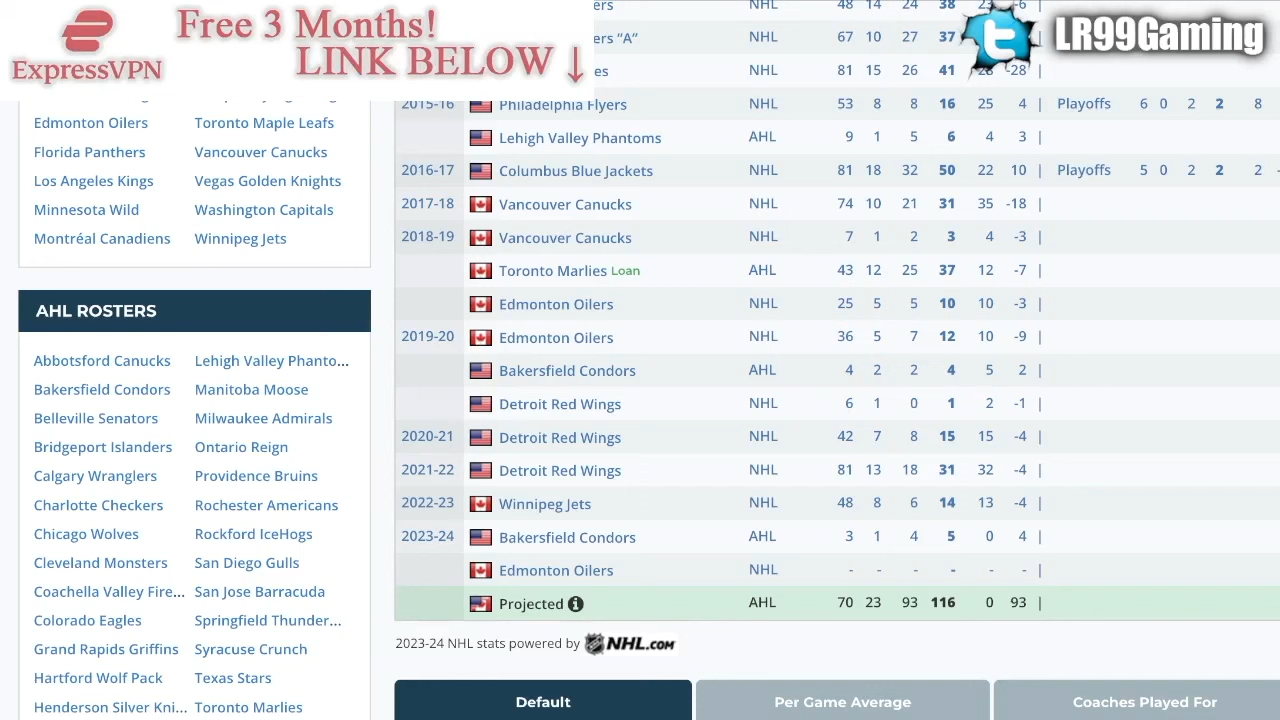 Free 3 Months!
LINK BELOW ↓
ExpressVPN
LR99Gaming
Edmonton Oilers Toronto Maple Leafs
Florida Panthers Vancouver Canucks
Los Angeles Kings Vegas Golden Knights
Minnesota Wild Washington Capitals
Montréal Canadiens Winnipeg Jets
AHL ROSTERS
Abbotsford Canucks Lehigh Valley Phanto...
Bakersfield Condors Manitoba Moose
Belleville Senators Milwaukee Admirals
Bridgeport Islanders Ontario Reign
Calgary Wranglers Providence Bruins
Charlotte Checkers Rochester Americans
Chicago Wolves Rockford IceHogs
Cleveland Monsters San Diego Gulls
Coachella Valley Fire... San Jose Barracuda
Colorado Eagles Springfield Thunder...
Grand Rapids Griffins Syracuse Crunch
Hartford Wolf Pack Texas Stars
Henderson Silver Kni... Toronto Marlies
ers NHL 48 14 24 38 23 -6
ers “A” NHL 67 10 27 37
es NHL 81 15 26 41 28 -28 |
2015-16 Philadelphia Flyers NHL 53 8 8 16 25 4 | Playoffs 6 0 2 2 8
Lehigh Valley Phantoms AHL 9 1 5 6 4 3 |
2016-17 Columbus Blue Jackets NHL 81 18 32 50 22 10 | Playoffs 5 0 2 2 2 -
2017-18 Vancouver Canucks NHL 74 10 21 31 35 -18 |
2018-19 Vancouver Canucks NHL 7 1 2 3 4 -3 |
Toronto Marlies Loan AHL 43 12 25 37 12 -7 |
Edmonton Oilers NHL 25 5 5 10 10 -3 |
2019-20 Edmonton Oilers NHL 36 5 7 12 10 -9 |
Bakersfield Condors AHL 4 2 2 4 5 2 |
Detroit Red Wings NHL 6 1 0 1 2 -1 |
2020-21 Detroit Red Wings NHL 42 7 8 15 15 -4 |
2021-22 Detroit Red Wings NHL 81 13 18 31 32 -4 |
2022-23 Winnipeg Jets NHL 48 8 6 14 13 -4 |
2023-24 Bakersfield Condors AHL 3 1 4 5 0 4 |
Edmonton Oilers NHL - - - - - - |
Projected AHL 70 23 93 116 0 93 |
2023-24 NHL stats powered by NHL.COM
Default Per Game Average Coaches Played For